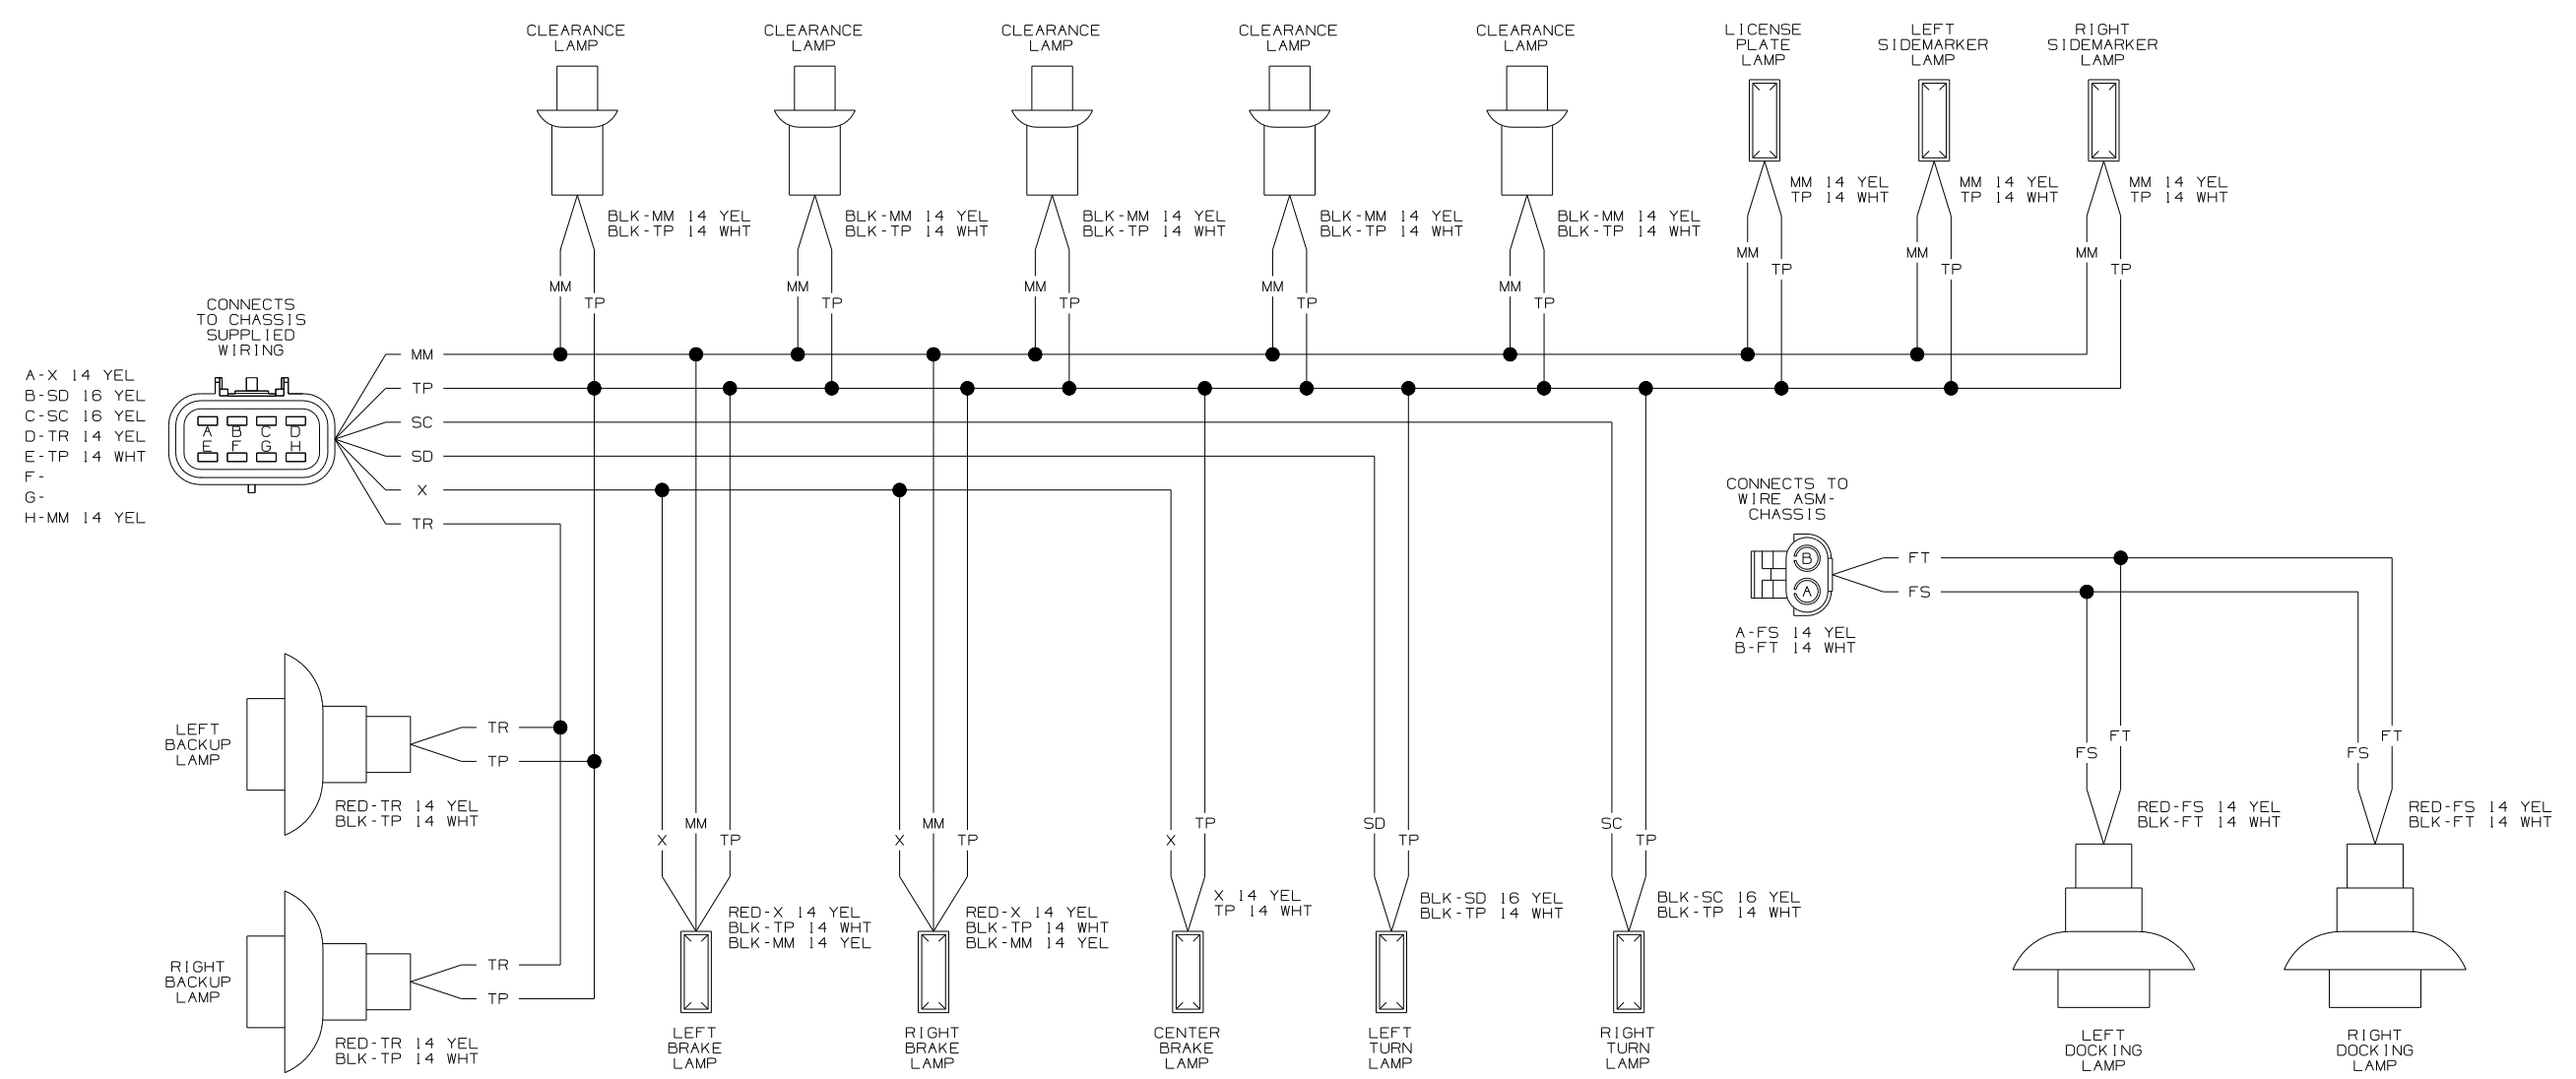 CLEARANCE
LAMP
CLEARANCE
LAMP
CLEARANCE
LAMP
CLEARANCE
LAMP
CLEARANCE
LAMP
LICENSE
PLATE
LAMP
LEFT
SIDEMARKER
LAMP
RIGHT
SIDEMARKER
LAMP
BLK-MM 14 YEL
BLK-TP 14 WHT
BLK-MM 14 YEL
BLK-TP 14 WHT
BLK-MM 14 YEL
BLK-TP 14 WHT
BLK-MM 14 YEL
BLK-TP 14 WHT
BLK-MM 14 YEL
BLK-TP 14 WHT
MM 14 YEL
TP 14 WHT
MM 14 YEL
TP 14 WHT
MM 14 YEL
TP 14 WHT
MM
TP
MM
TP
MM
TP
MM
TP
MM
TP
MM
TP
MM
TP
MM
TP
CONNECTS
TO CHASSIS
SUPPLIED
WIRING
A-X 14 YEL
B-SD 16 YEL
C-SC 16 YEL
D-TR 14 YEL
E-TP 14 WHT
F-
G-
H-MM 14 YEL
A B C D
E F G H
MM
TP
SC
SD
X
TR
CONNECTS TO
WIRE ASM-
CHASSIS
B
A
A-FS 14 YEL
B-FT 14 WHT
FT
FS
LEFT
BACKUP
LAMP
TR
TP
RED-TR 14 YEL
BLK-TP 14 WHT
RIGHT
BACKUP
LAMP
TR
TP
RED-TR 14 YEL
BLK-TP 14 WHT
X
MM
TP
RED-X 14 YEL
BLK-TP 14 WHT
BLK-MM 14 YEL
LEFT
BRAKE
LAMP
X
MM
TP
RED-X 14 YEL
BLK-TP 14 WHT
BLK-MM 14 YEL
RIGHT
BRAKE
LAMP
X
TP
X 14 YEL
TP 14 WHT
CENTER
BRAKE
LAMP
SD
TP
BLK-SD 16 YEL
BLK-TP 14 WHT
LEFT
TURN
LAMP
SC
TP
BLK-SC 16 YEL
BLK-TP 14 WHT
RIGHT
TURN
LAMP
FS
FT
RED-FS 14 YEL
BLK-FT 14 WHT
LEFT
DOCKING
LAMP
FS
FT
RED-FS 14 YEL
BLK-FT 14 WHT
RIGHT
DOCKING
LAMP